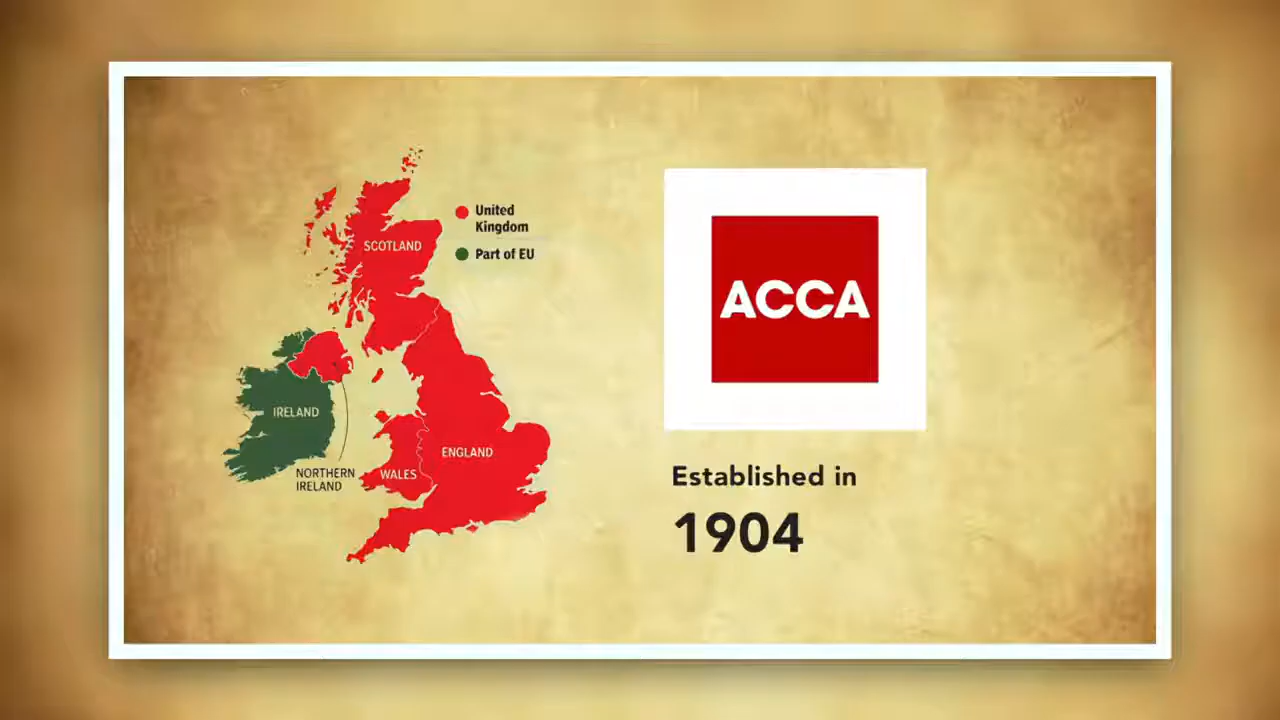 SCOTLAND
United
Kingdom
Part of EU
IRELAND
NORTHERN
IRELAND
WALES
ENGLAND
ACCA
Established in
1904